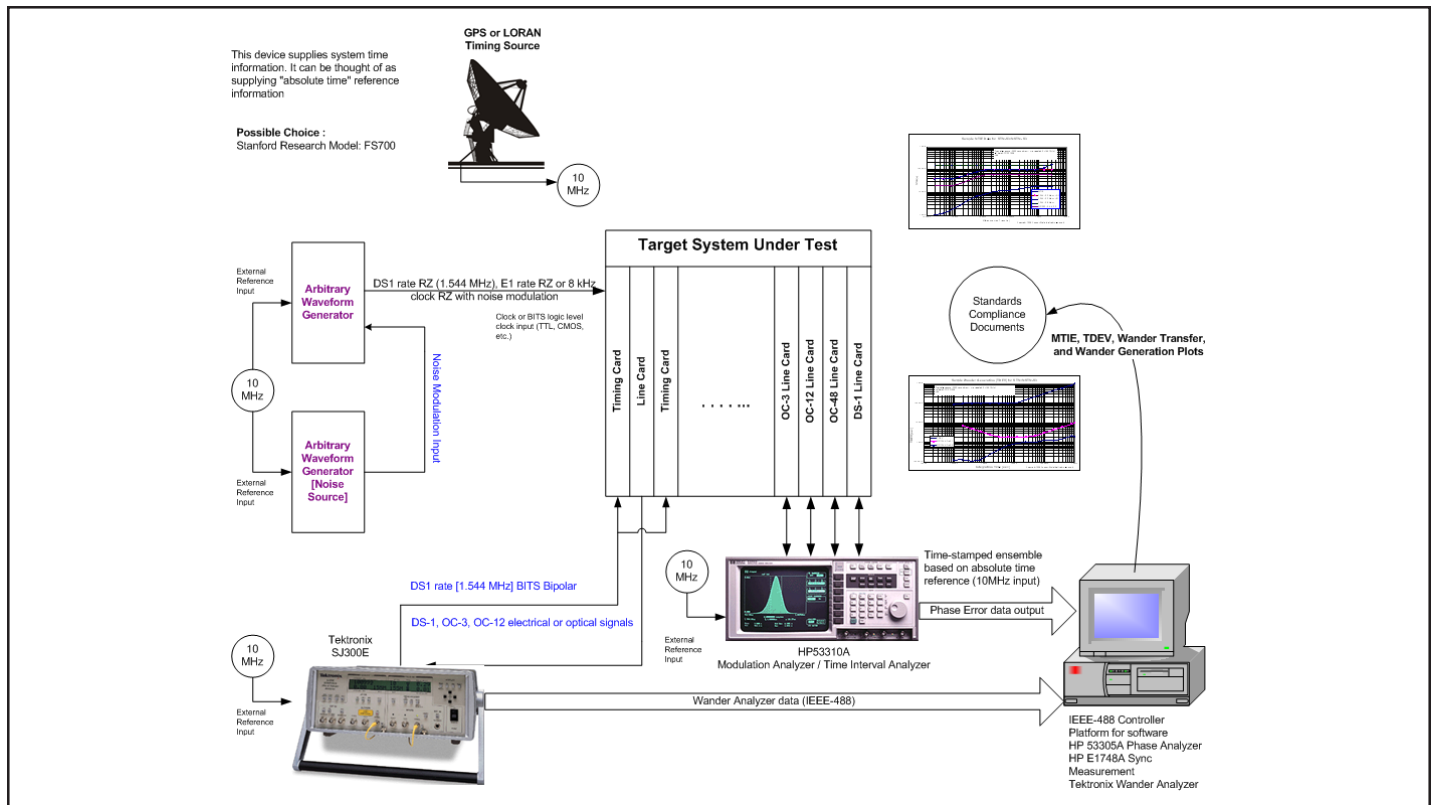 This device supplies system time
information. It can be thought of as
supplying "absolute time" reference
information
Possible Choice :
Stanford Research Model: FS700
GPS or LORAN
Timing Source
10
MHz
External
Reference
Input
Arbitrary
Waveform
Generator
DS1 rate RZ (1.544 MHz), E1 rate RZ or 8 kHz
clock RZ with noise modulation
Clock or BITS logic level
clock input (TTL, CMOS,
etc.)
10
MHz
Noise Modulation Input
Arbitrary
Waveform
Generator
[Noise
Source]
External
Reference
Input
Target System Under Test
Timing Card
Line Card
Timing Card
. . . . ...
OC-3 Line Card
OC-12 Line Card
OC-48 Line Card
DS-1 Line Card
Standards
Compliance
Documents
MTIE, TDEV, Wander Transfer,
and Wander Generation Plots
DS1 rate [1.544 MHz] BITS Bipolar
DS-1, OC-3, OC-12 electrical or optical signals
10
MHz
External
Reference
Input
HP53310A
Modulation Analyzer / Time Interval Analyzer
Time-stamped ensemble
based on absolute time
reference (10MHz input)
Phase Error data output
10
MHz
External
Reference
Input
Tektronix
SJ300E
Wander Analyzer data (IEEE-488)
IEEE-488 Controller
Platform for software
HP 53305A Phase Analyzer
HP E1748A Sync
Measurement
Tektronix Wander Analyzer